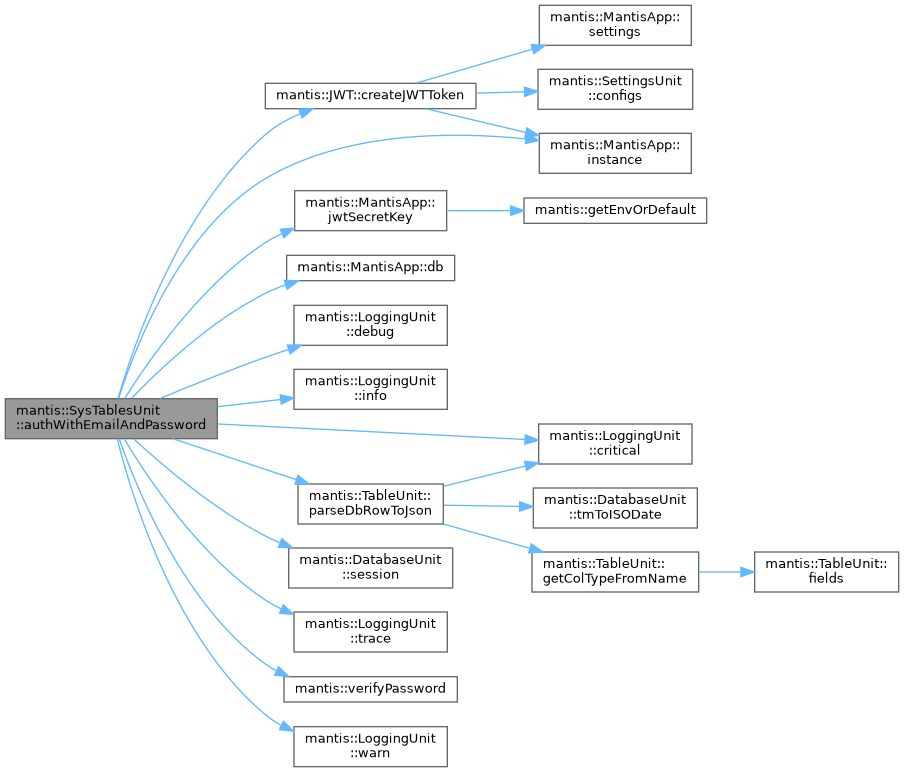 mantis::SysTablesUnit
::authWithEmailAndPassword
mantis::JWT::createJWTToken
mantis::MantisApp::
settings
mantis::SettingsUnit
::configs
mantis::MantisApp::
instance
mantis::MantisApp::
jwtSecretKey
mantis::getEnvOrDefault
mantis::MantisApp::db
mantis::LoggingUnit
::debug
mantis::LoggingUnit
::info
mantis::LoggingUnit
::critical
mantis::TableUnit::
parseDbRowToJson
mantis::DatabaseUnit
::tmToISODate
mantis::TableUnit::
getColTypeFromName
mantis::TableUnit::
fields
mantis::DatabaseUnit
::session
mantis::LoggingUnit
::trace
mantis::verifyPassword
mantis::LoggingUnit
::warn